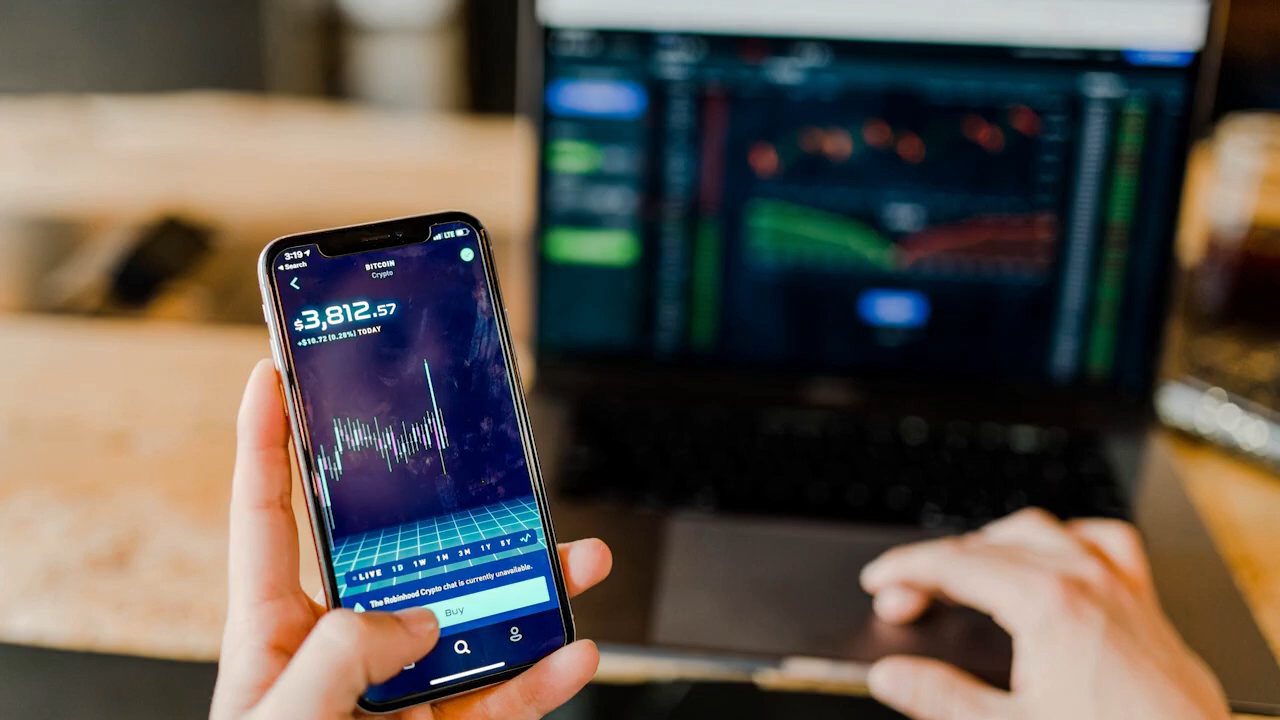 3:19 LTE
Search
BITCOIN
Crypto
$3,812.57
+$10.72 (0.28%) TODAY
LIVE 1D 1W 1M 3M 1Y 5Y
The Robinhood Crypto chat is currently unavailable.
Buy